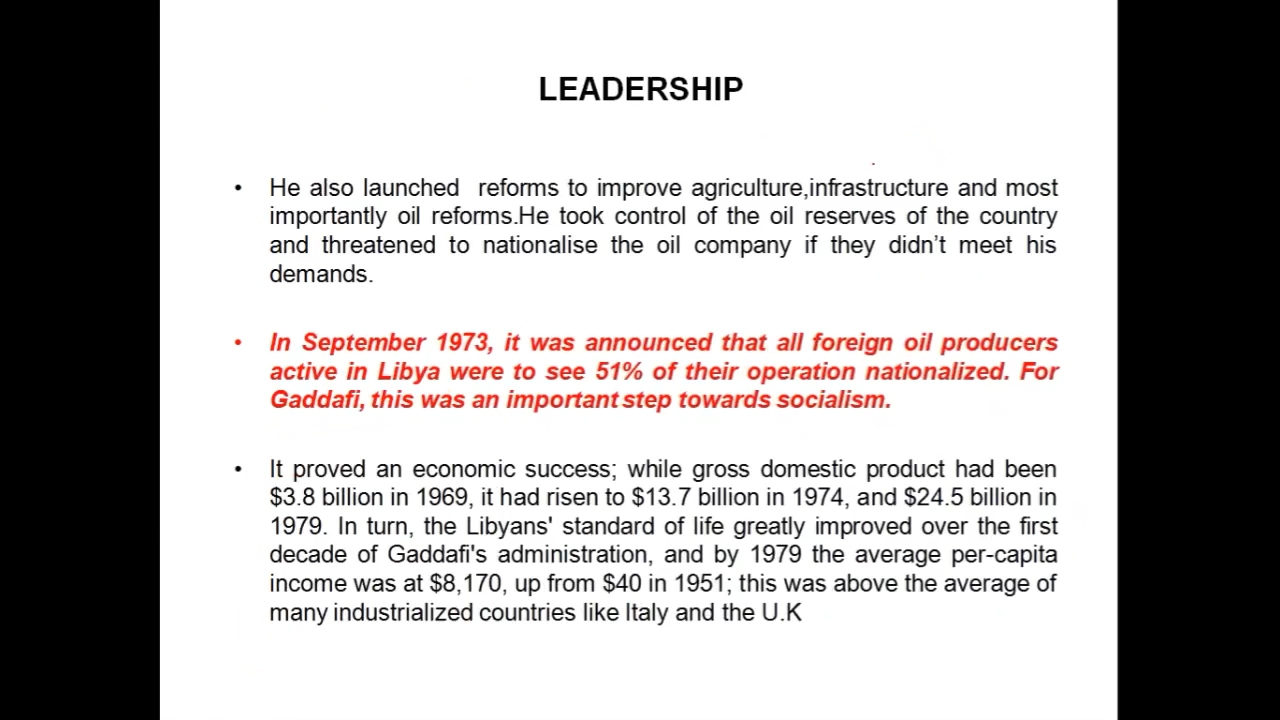 LEADERSHIP
• He also launched  reforms to improve agriculture,infrastructure and most
importantly oil reforms.He took control of the oil reserves of the country
and threatened to nationalise the oil company if they didn’t meet his
demands.
• In September 1973, it was announced that all foreign oil producers
active in Libya were to see 51% of their operation nationalized. For
Gaddafi, this was an important step towards socialism.
• It proved an economic success; while gross domestic product had been
$3.8 billion in 1969, it had risen to $13.7 billion in 1974, and $24.5 billion in
1979. In turn, the Libyans' standard of life greatly improved over the first
decade of Gaddafi's administration, and by 1979 the average per-capita
income was at $8,170, up from $40 in 1951; this was above the average of
many industrialized countries like Italy and the U.K